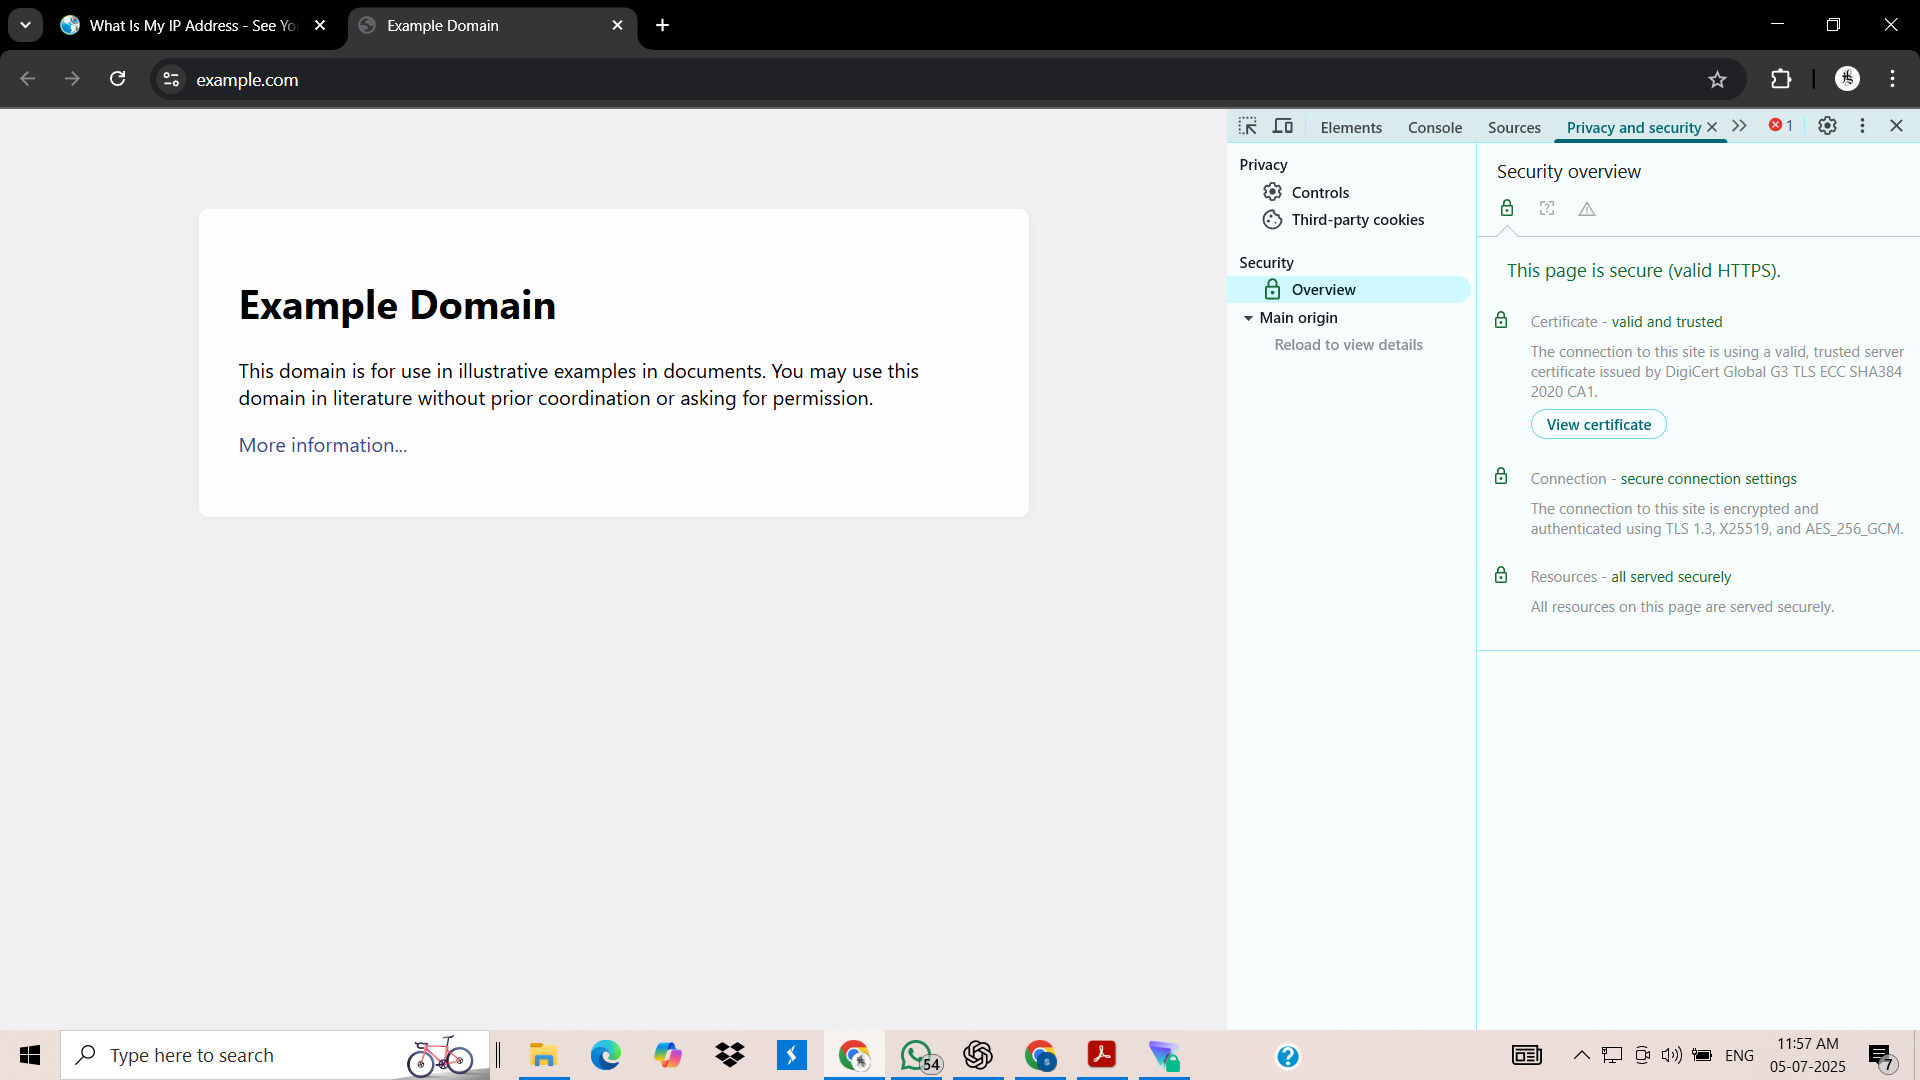 What Is My IP Address - See Yo
Example Domain
example.com
Elements
Console
Sources
Privacy and security
1
Privacy
Controls
Third-party cookies
Security
Overview
Main origin
Reload to view details
Security overview
This page is secure (valid HTTPS).
Certificate - valid and trusted
The connection to this site is using a valid, trusted server
certificate issued by DigiCert Global G3 TLS ECC SHA384
2020 CA1.
View certificate
Connection - secure connection settings
The connection to this site is encrypted and
authenticated using TLS 1.3, X25519, and AES_256_GCM.
Resources - all served securely
All resources on this page are served securely.
Example Domain
This domain is for use in illustrative examples in documents. You may use this
domain in literature without prior coordination or asking for permission.
More information...
Type here to search
54
ENG
11:57 AM
05-07-2025
7